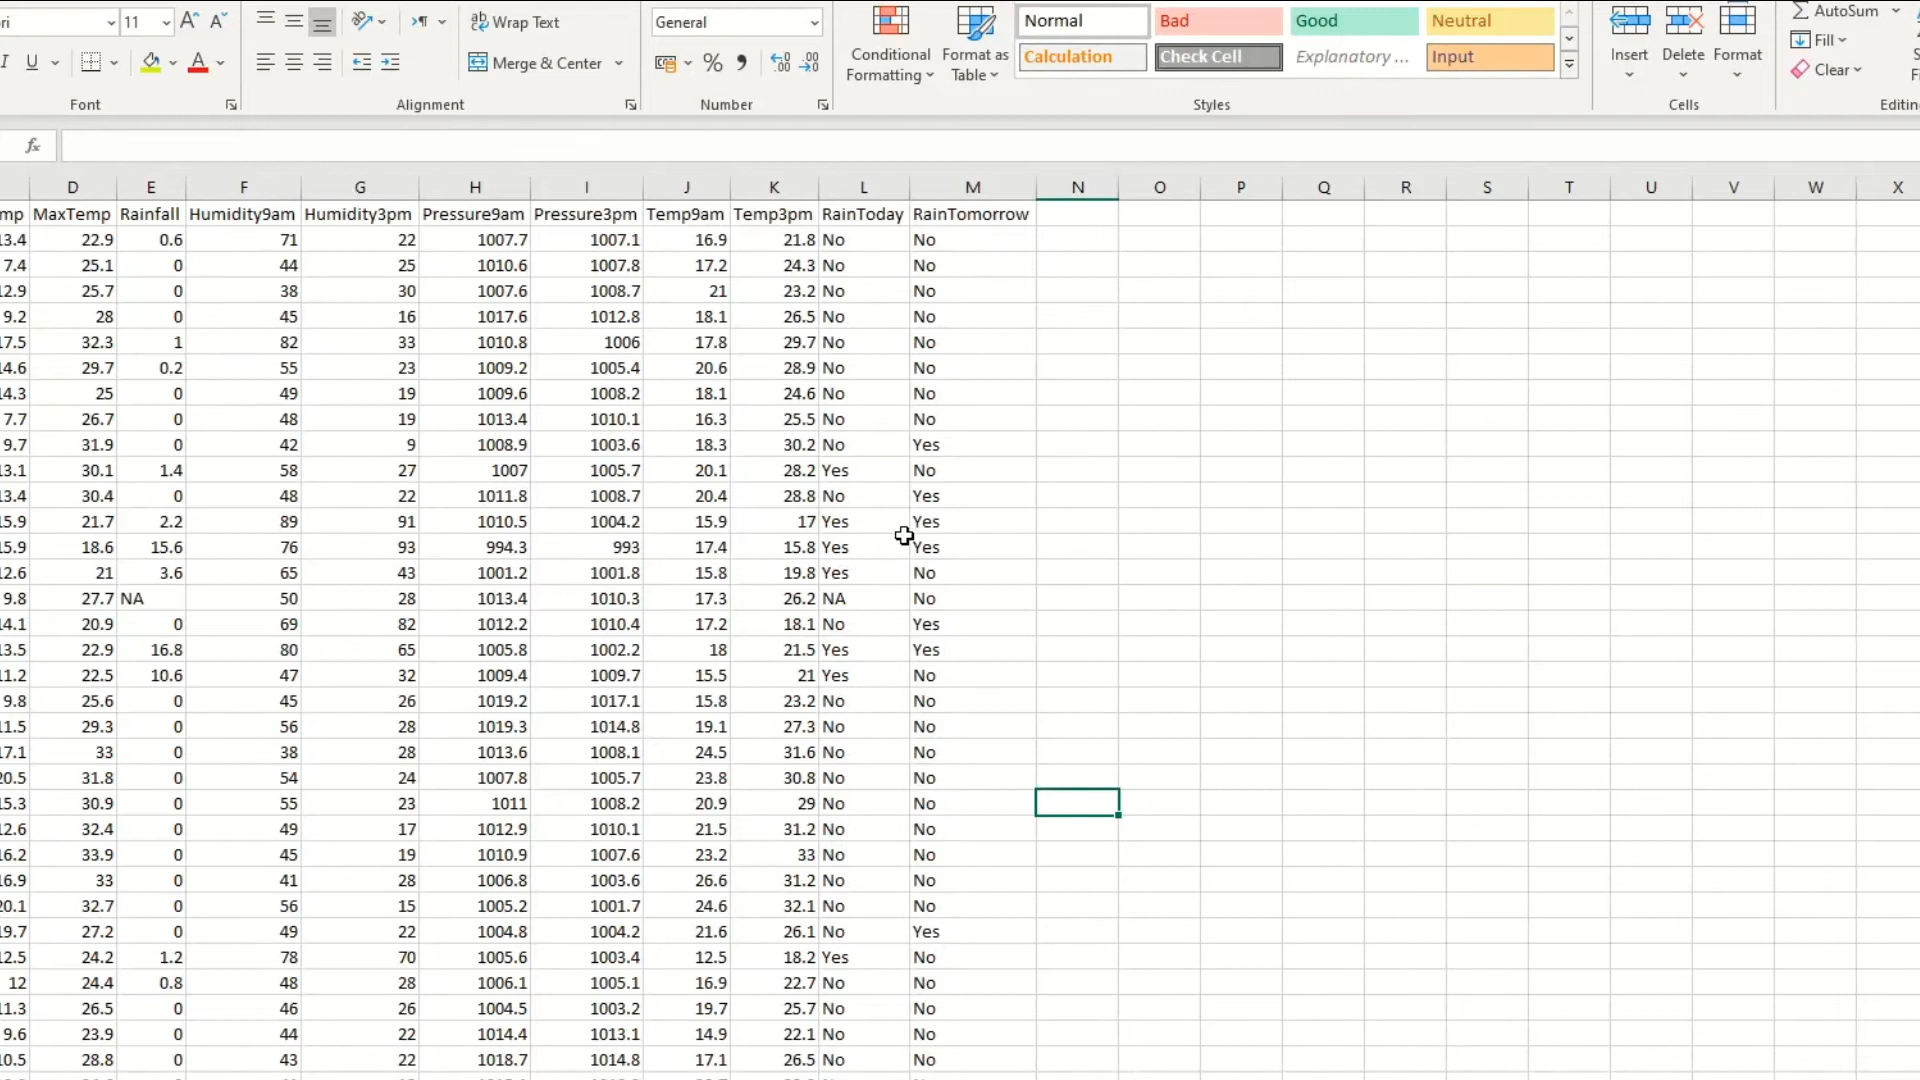 ri 11 A A Wrap Text General Conditional Formatting Format as Table Normal Bad Good Neutral Insert Delete Format AutoSum
U A Merge & Center % Calculation Check Cell Explanatory ... Input Fill Clear
Font Alignment Number Styles Cells Editin
fx
D E F G H I J K L M N O P Q R S T U V W X
mp MaxTemp Rainfall Humidity9am Humidity3pm Pressure9am Pressure3pm Temp9am Temp3pm RainToday RainTomorrow
13.4 22.9 0.6 71 22 1007.7 1007.1 16.9 21.8 No No
7.4 25.1 0 44 25 1010.6 1007.8 17.2 24.3 No No
12.9 25.7 0 38 30 1007.6 1008.7 21 23.2 No No
9.2 28 0 45 16 1017.6 1012.8 18.1 26.5 No No
17.5 32.3 1 82 33 1010.8 1006 17.8 29.7 No No
14.6 29.7 0.2 55 23 1009.2 1005.4 20.6 28.9 No No
14.3 25 0 49 19 1009.6 1008.2 18.1 24.6 No No
7.7 26.7 0 48 19 1013.4 1010.1 16.3 25.5 No No
9.7 31.9 0 42 9 1008.9 1003.6 18.3 30.2 No Yes
13.1 30.1 1.4 58 27 1007 1005.7 20.1 28.2 Yes No
13.4 30.4 0 48 22 1011.8 1008.7 20.4 28.8 No Yes
15.9 21.7 2.2 89 91 1010.5 1004.2 15.9 17 Yes Yes
15.9 18.6 15.6 76 93 994.3 993 17.4 15.8 Yes Yes
12.6 21 3.6 65 43 1001.2 1001.8 15.8 19.8 Yes No
9.8 27.7 NA 50 28 1013.4 1010.3 17.3 26.2 NA No
14.1 20.9 0 69 82 1012.2 1010.4 17.2 18.1 No Yes
13.5 22.9 16.8 80 65 1005.8 1002.2 18 21.5 Yes Yes
11.2 22.5 10.6 47 32 1009.4 1009.7 15.5 21 Yes No
9.8 25.6 0 45 26 1019.2 1017.1 15.8 23.2 No No
11.5 29.3 0 56 28 1019.3 1014.8 19.1 27.3 No No
17.1 33 0 38 28 1013.6 1008.1 24.5 31.6 No No
20.5 31.8 0 54 24 1007.8 1005.7 23.8 30.8 No No
15.3 30.9 0 55 23 1011 1008.2 20.9 29 No No
12.6 32.4 0 49 17 1012.9 1010.1 21.5 31.2 No No
16.2 33.9 0 45 19 1010.9 1007.6 23.2 33 No No
16.9 33 0 41 28 1006.8 1003.6 26.6 31.2 No No
20.1 32.7 0 56 15 1005.2 1001.7 24.6 32.1 No No
19.7 27.2 0 49 22 1004.8 1004.2 21.6 26.1 No Yes
12.5 24.2 1.2 78 70 1005.6 1003.4 12.5 18.2 Yes No
12 24.4 0.8 48 28 1006.1 1005.1 16.9 22.7 No No
11.3 26.5 0 46 26 1004.5 1003.2 19.7 25.7 No No
9.6 23.9 0 44 22 1014.4 1013.1 14.9 22.1 No No
10.5 28.8 0 43 22 1018.7 1014.8 17.1 26.5 No No